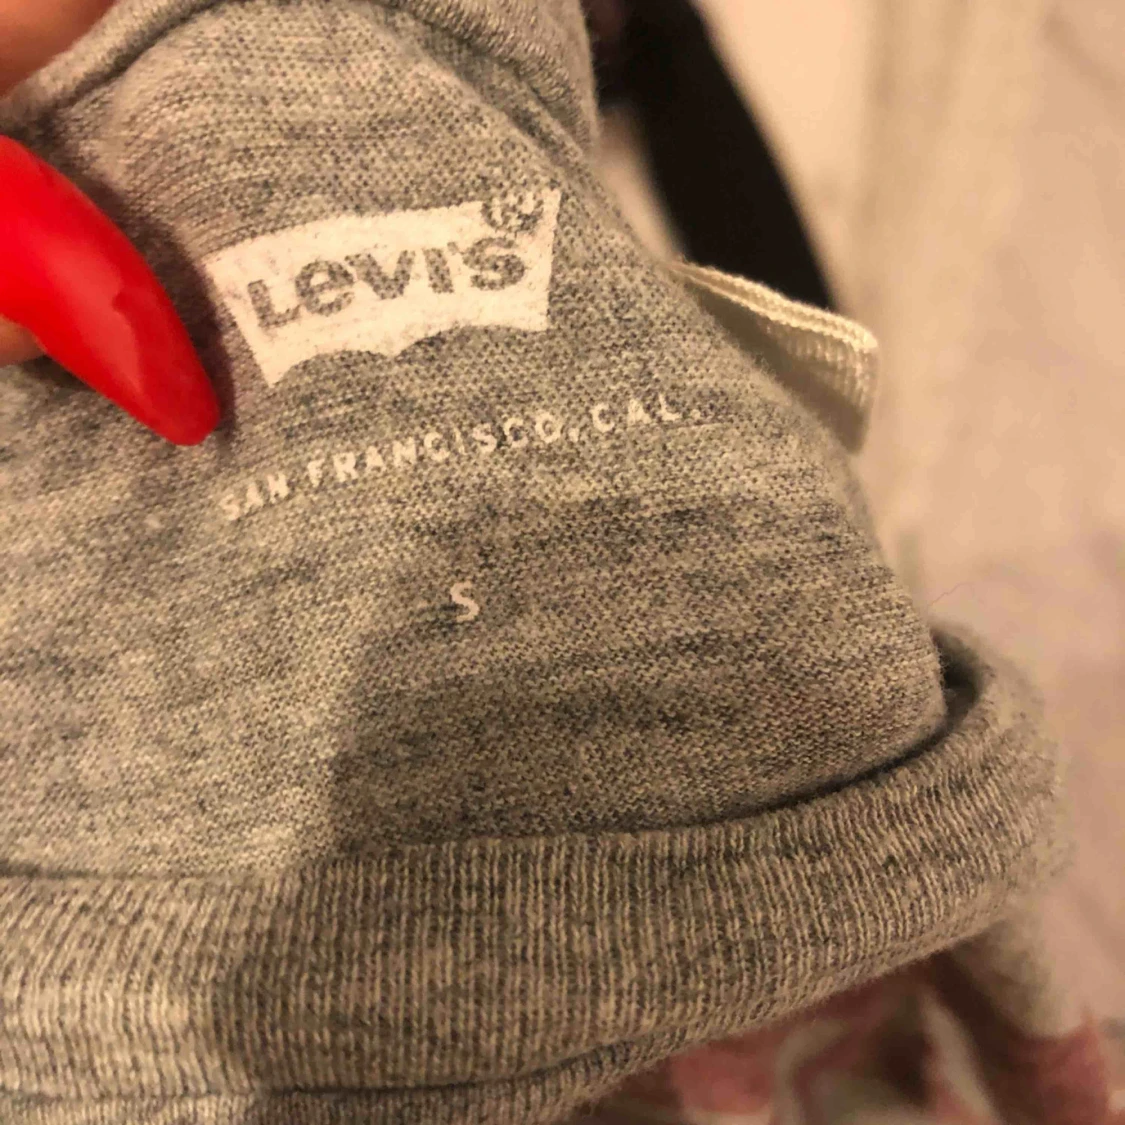 Levi's®
SAN FRANCISCO, CAL.
S